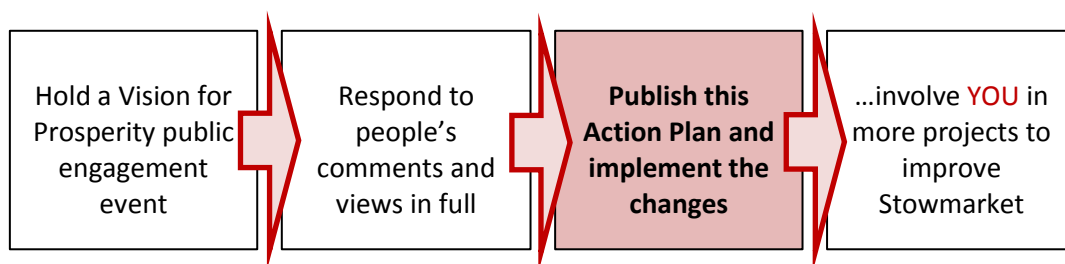 Hold a Vision for
Prosperity public
engagement
event
Respond to
people’s
comments and
views in full
Publish this
Action Plan and
implement the
changes
…involve YOU in
more projects to
improve
Stowmarket